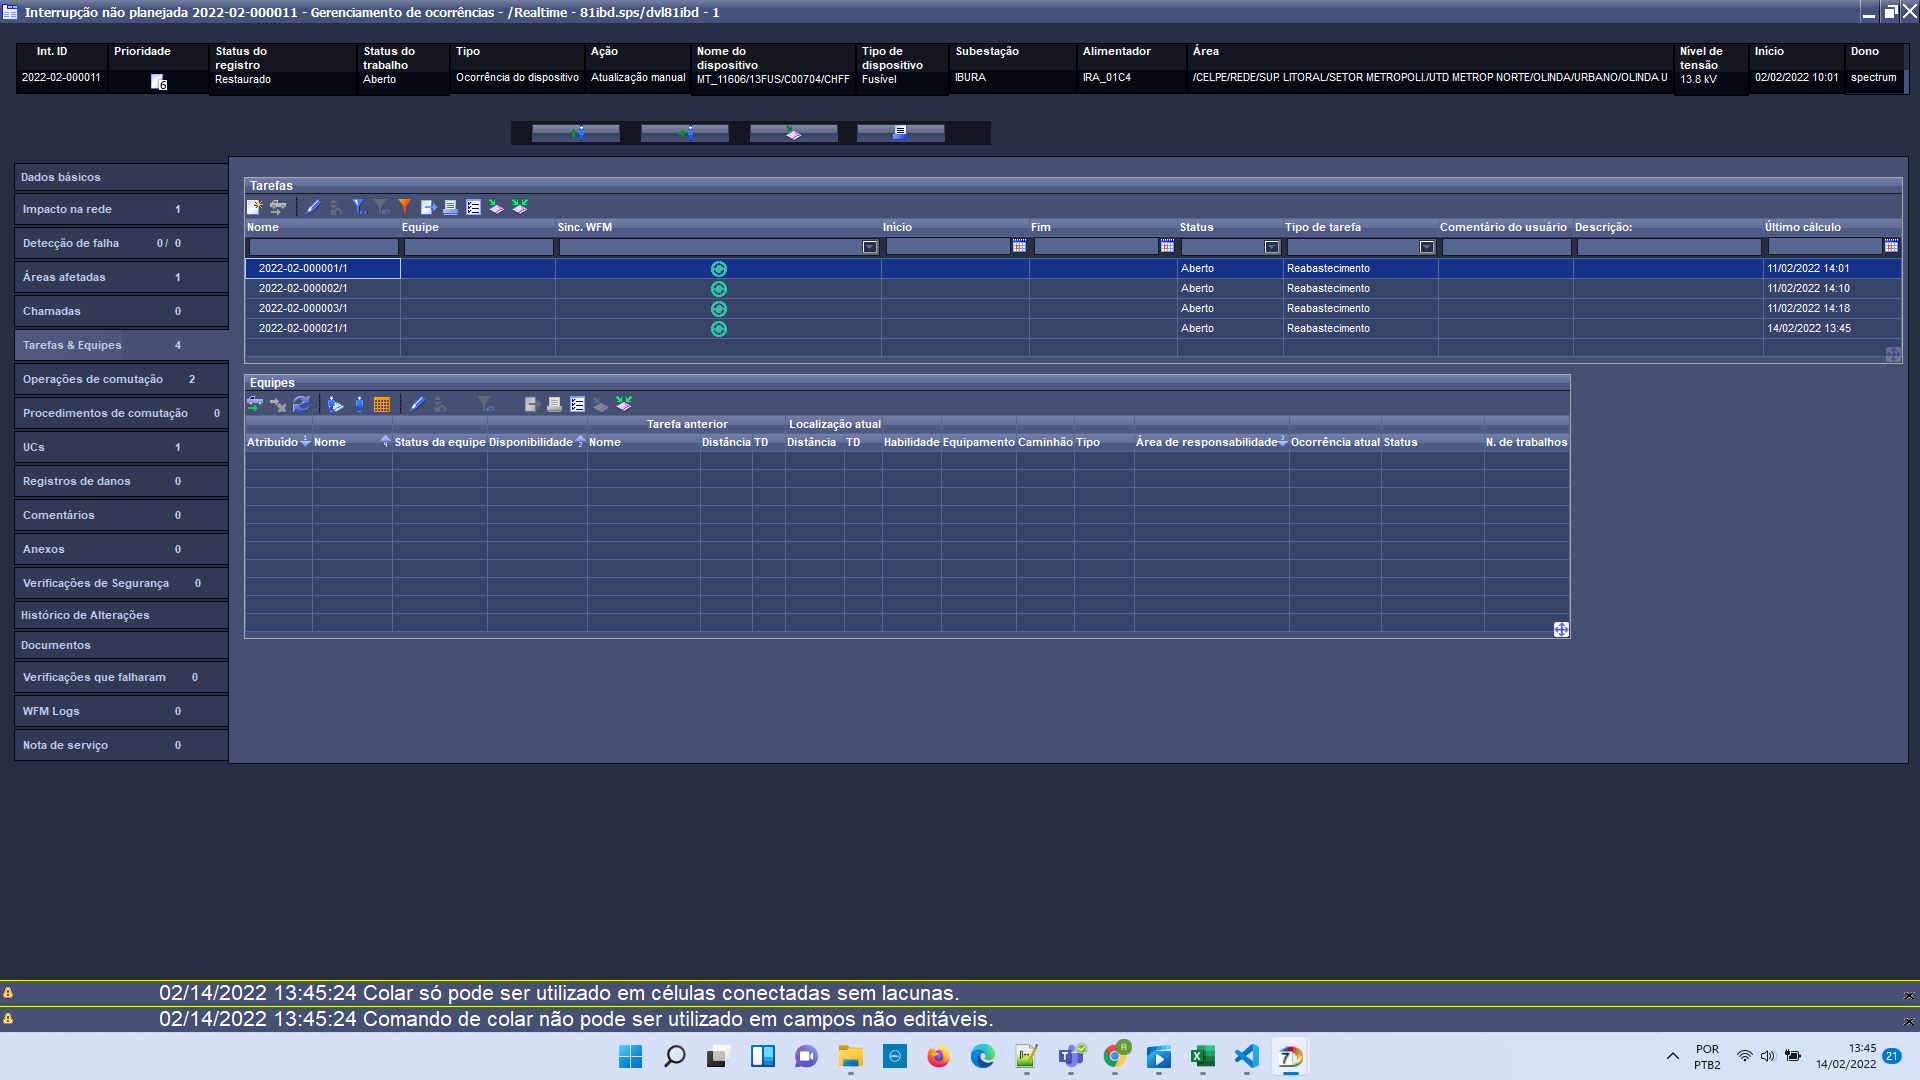 Interrupção não planejada 2022-02-000011 - Gerenciamento de ocorrências - /Realtime - 81ibd.sps/dvl81ibd - 1
Int. ID Prioridade Status do registro Status do trabalho Tipo Ação Nome do dispositivo Tipo de dispositivo Subestação Alimentador Área Nível de tensão Início Dono
2022-02-000011 6 Restaurado Aberto Ocorrência do dispositivo Atualização manual MT_11606/13FUS/C00704/CHFF Fusível IBURA IRA_01C4 /CELPE/REDE/SUP. LITORAL/SETOR METROPOLI./UTD METROP NORTE/OLINDA/URBANO/OLINDA U 13.8 kV 02/02/2022 10:01 spectrum
Dados básicos
Impacto na rede 1
Detecção de falha 0 / 0
Áreas afetadas 1
Chamadas 0
Tarefas & Equipes 4
Operações de comutação 2
Procedimentos de comutação 0
UCs 1
Registros de danos 0
Comentários 0
Anexos 0
Verificações de Segurança 0
Histórico de Alterações
Documentos
Verificações que falharam 0
WFM Logs 0
Nota de serviço 0
Tarefas
Nome Equipe Sinc. WFM Início Fim Status Tipo de tarefa Comentário do usuário Descrição: Último cálculo
2022-02-000001/1 Aberto Reabastecimento 11/02/2022 14:01
2022-02-000002/1 Aberto Reabastecimento 11/02/2022 14:10
2022-02-000003/1 Aberto Reabastecimento 11/02/2022 14:18
2022-02-000021/1 Aberto Reabastecimento 14/02/2022 13:45
Equipes
Tarefa anterior Localização atual
Atribuído 1 Nome 4 Status da equipe Disponibilidade 2 Nome Distância TD Distância TD Habilidade Equipamento Caminhão Tipo Área de responsabilidade 3 Ocorrência atual Status N. de trabalhos
02/14/2022 13:45:24 Colar só pode ser utilizado em células conectadas sem lacunas.
02/14/2022 13:45:24 Comando de colar não pode ser utilizado em campos não editáveis.
POR
PTB2
13:45
14/02/2022
21